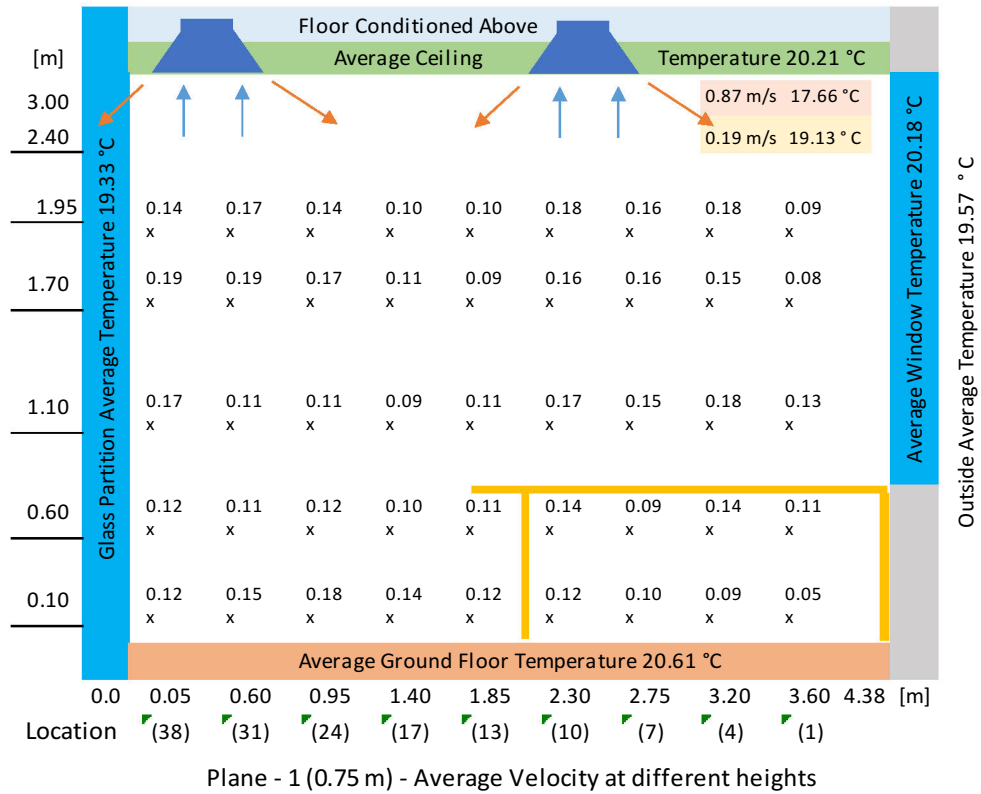 Floor Conditioned Above
[m] Average Ceiling Temperature 20.21 °C
3.00 0.87 m/s 17.66 °C
2.40 0.19 m/s 19.13 ° C
Glass Partition Average Temperature 19.33 °C
Average Window Temperature 20.18 °C
Outside Average Temperature 19.57 ° C
1.95 0.14 0.17 0.14 0.10 0.10 0.18 0.16 0.18 0.09
x x x x x x x x x
1.70 0.19 0.19 0.17 0.11 0.09 0.16 0.16 0.15 0.08
x x x x x x x x x
1.10 0.17 0.11 0.11 0.09 0.11 0.17 0.15 0.18 0.13
x x x x x x x x x
0.60 0.12 0.11 0.12 0.10 0.11 0.14 0.09 0.14 0.11
x x x x x x x x x
0.10 0.12 0.15 0.18 0.14 0.12 0.12 0.10 0.09 0.05
x x x x x x x x x
Average Ground Floor Temperature 20.61 °C
0.0 0.05 0.60 0.95 1.40 1.85 2.30 2.75 3.20 3.60 4.38 [m]
Location (38) (31) (24) (17) (13) (10) (7) (4) (1)
Plane - 1 (0.75 m) - Average Velocity at different heights